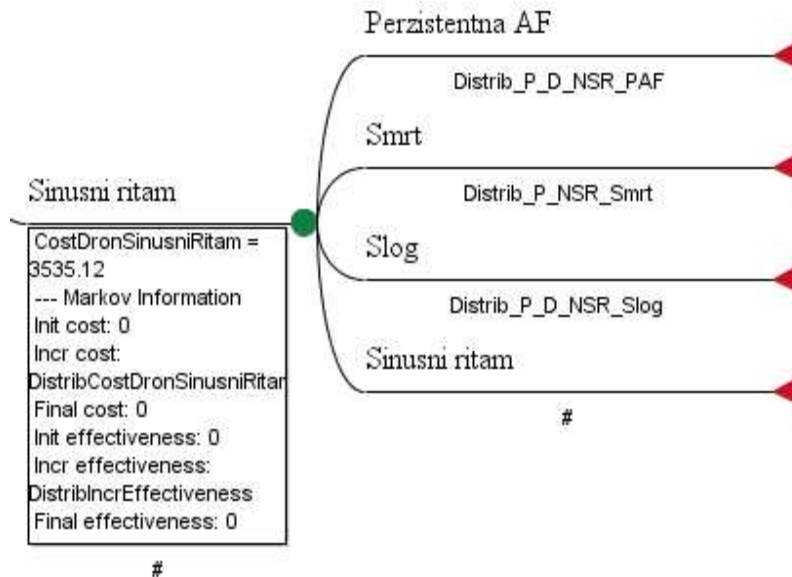 Perzistentna AF
Distrib_P_D_NSR_PAF
Smrt
Distrib_P_NSR_Smrt
Slog
Distrib_P_D_NSR_Slog
Sinusni ritam
#
Sinusni ritam
CostDronSinusniRitam =
3535.12
--- Markov Information
Init cost: 0
Incr cost:
DistribCostDronSinusniRitar
Final cost: 0
Init effectiveness: 0
Incr effectiveness:
DistribIncrEffectiveness
Final effectiveness: 0
#